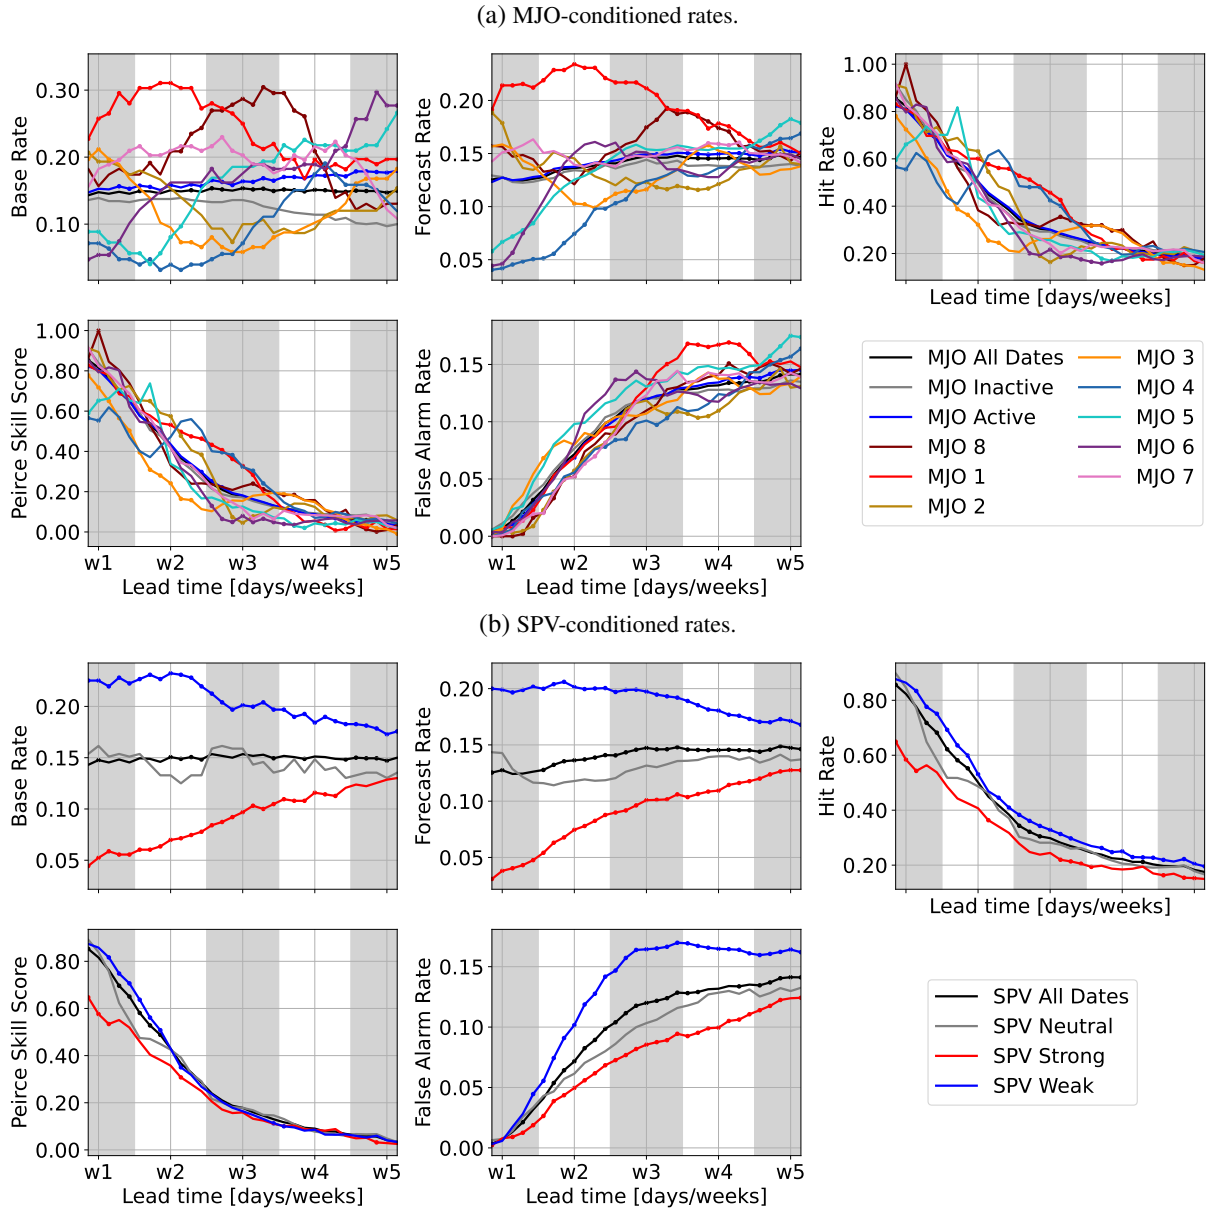 (a) MJO-conditioned rates.
Base Rate
0.30
0.20
0.10
Forecast Rate
0.20
0.15
0.10
0.05
Hit Rate
1.00
0.80
0.60
0.40
0.20
Lead time [days/weeks]
Peirce Skill Score
1.00
0.80
0.60
0.40
0.20
0.00
w1 w2 w3 w4 w5
Lead time [days/weeks]
False Alarm Rate
0.15
0.10
0.05
0.00
w1 w2 w3 w4 w5
Lead time [days/weeks]
MJO All Dates
MJO Inactive
MJO Active
MJO 8
MJO 1
MJO 2
MJO 3
MJO 4
MJO 5
MJO 6
MJO 7
(b) SPV-conditioned rates.
Base Rate
0.20
0.15
0.10
0.05
Forecast Rate
0.20
0.15
0.10
0.05
Hit Rate
0.80
0.60
0.40
0.20
Lead time [days/weeks]
Peirce Skill Score
0.80
0.60
0.40
0.20
0.00
w1 w2 w3 w4 w5
Lead time [days/weeks]
False Alarm Rate
0.15
0.10
0.05
0.00
w1 w2 w3 w4 w5
Lead time [days/weeks]
SPV All Dates
SPV Neutral
SPV Strong
SPV Weak